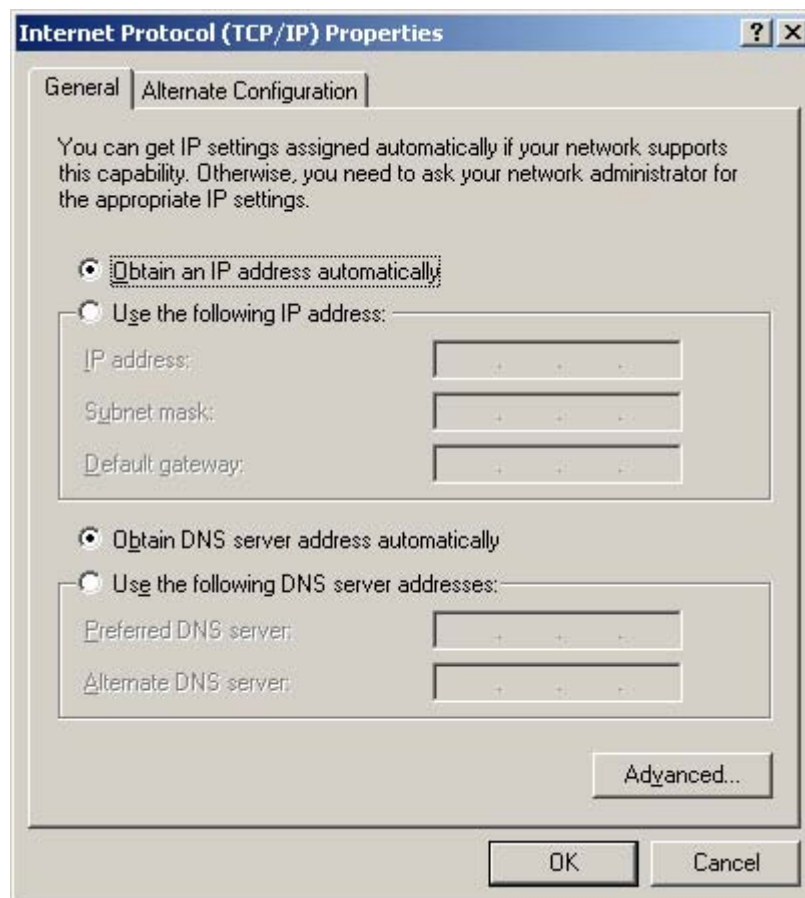 Internet Protocol (TCP/IP) Properties
General
Alternate Configuration
You can get IP settings assigned automatically if your network supports
this capability. Otherwise, you need to ask your network administrator for
the appropriate IP settings.
Obtain an IP address automatically
Use the following IP address:
IP address:
Subnet mask:
Default gateway:
Obtain DNS server address automatically
Use the following DNS server addresses:
Preferred DNS server:
Alternate DNS server:
Advanced...
OK
Cancel